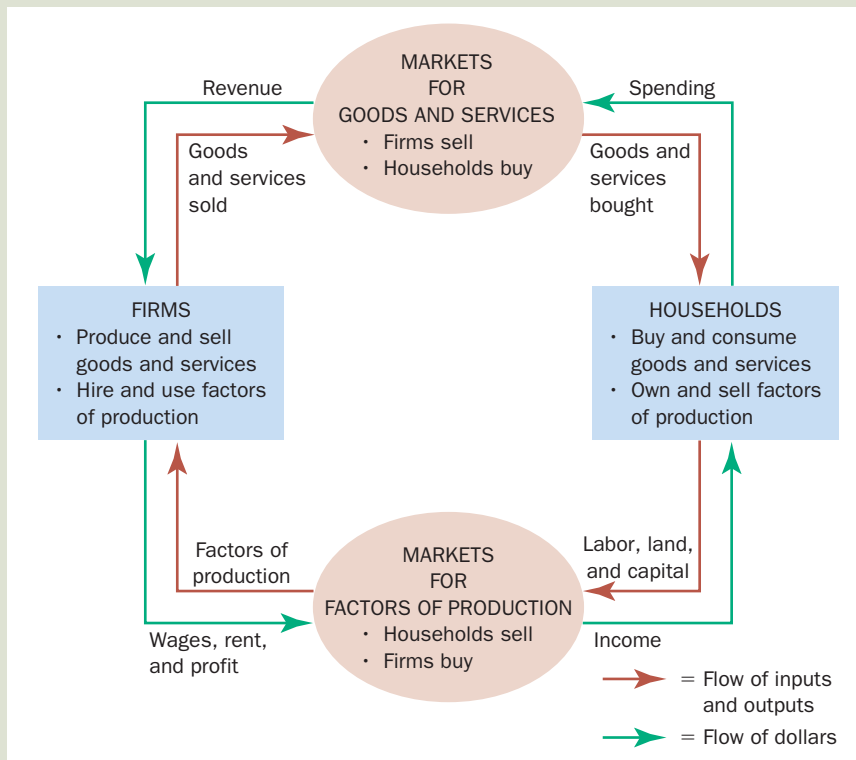 MARKETS
FOR
GOODS AND SERVICES
• Firms sell
• Households buy
Revenue
Spending
Goods
and services
sold
Goods and
services
bought
FIRMS
• Produce and sell
goods and services
• Hire and use factors
of production
HOUSEHOLDS
• Buy and consume
goods and services
• Own and sell factors
of production
Factors of
production
Labor, land,
and capital
MARKETS
FOR
FACTORS OF PRODUCTION
• Households sell
• Firms buy
Wages, rent,
and profit
Income
= Flow of inputs
and outputs
= Flow of dollars